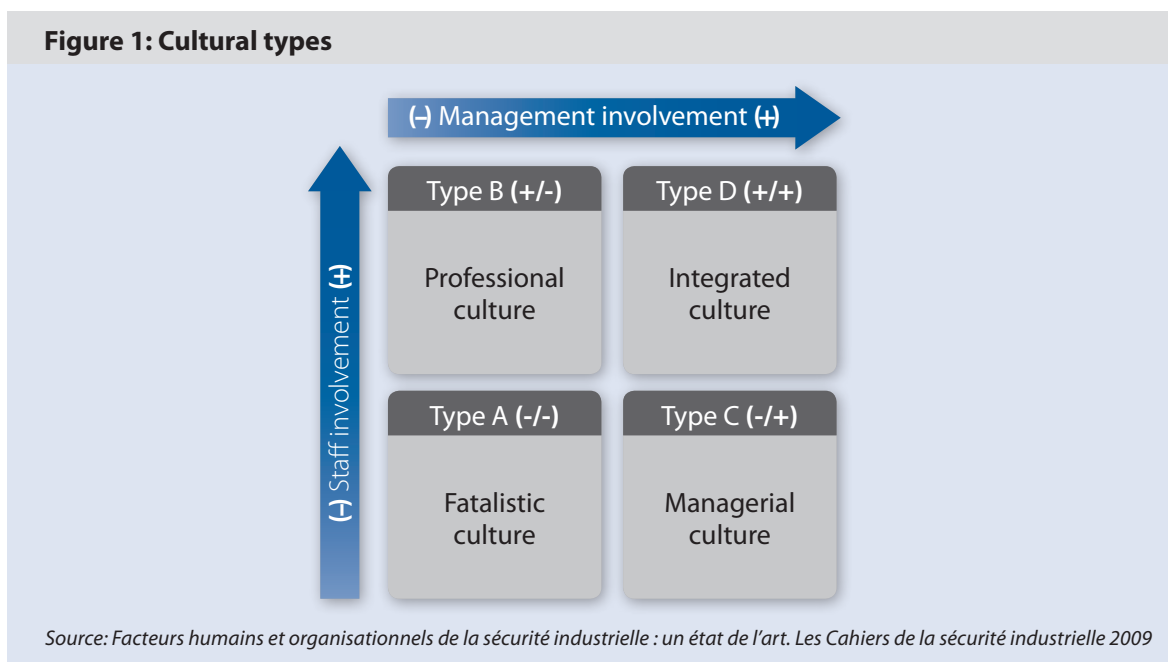 Figure 1: Cultural types
(–) Management involvement (+)
(–) Staff involvement (+)
Type B (+/-)
Professional
culture
Type D (+/+)
Integrated
culture
Type A (-/-)
Fatalistic
culture
Type C (-/+)
Managerial
culture
Source: Facteurs humains et organisationnels de la sécurité industrielle : un état de l'art. Les Cahiers de la sécurité industrielle 2009